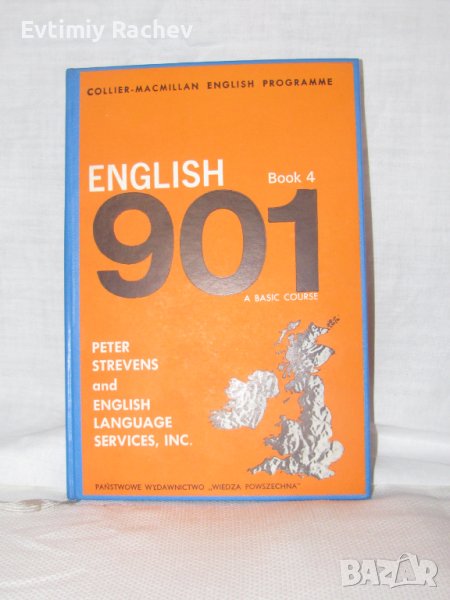 Evtimiy Rachev
COLLIER-MACMILLAN ENGLISH PROGRAMME
ENGLISH Book 4
901
A BASIC COURSE
PETER
STREVENS
and
ENGLISH
LANGUAGE
SERVICES, INC.
PAŃSTWOWE WYDAWNICTWO „WIEDZA POWSZECHNA"
BAZAR